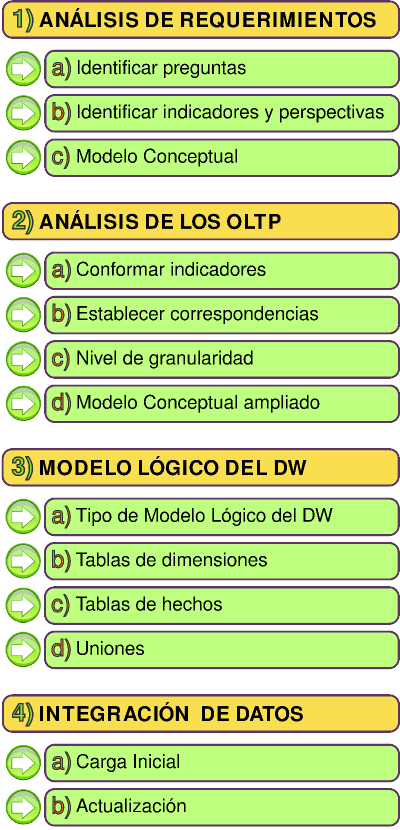 1) ANÁLISIS DE REQUERIMIENTOS
a) Identificar preguntas
b) Identificar indicadores y perspectivas
c) Modelo Conceptual
2) ANÁLISIS DE LOS OLTP
a) Conformar indicadores
b) Establecer correspondencias
c) Nivel de granularidad
d) Modelo Conceptual ampliado
3) MODELO LÓGICO DEL DW
a) Tipo de Modelo Lógico del DW
b) Tablas de dimensiones
c) Tablas de hechos
d) Uniones
4) INTEGRACIÓN DE DATOS
a) Carga Inicial
b) Actualización